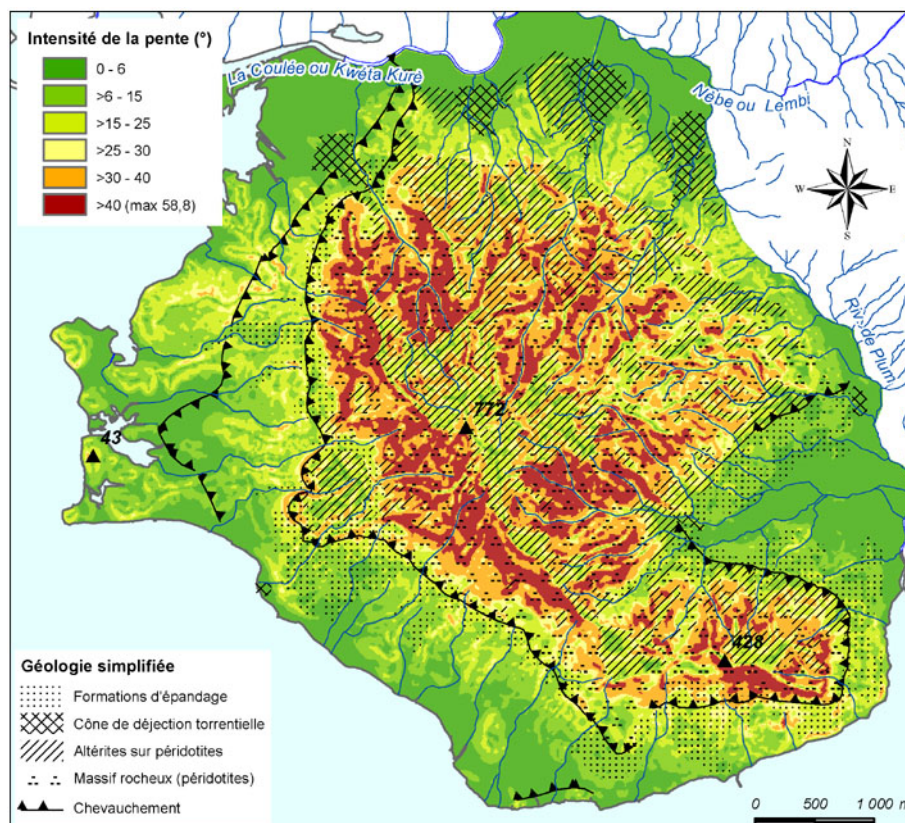 Intensité de la pente (°)
0 - 6
>6 - 15
>15 - 25
>25 - 30
>30 - 40
>40 (max 58,8)
La Coulée ou Kwéta Kuré
Nébe ou Lembi
N
W E
S
Riv. de Plum
772
43
428
Géologie simplifiée
Formations d'épandage
Cône de déjection torrentielle
Altérites sur péridotites
Massif rocheux (péridotites)
Chevauchement
0 500 1 000 m